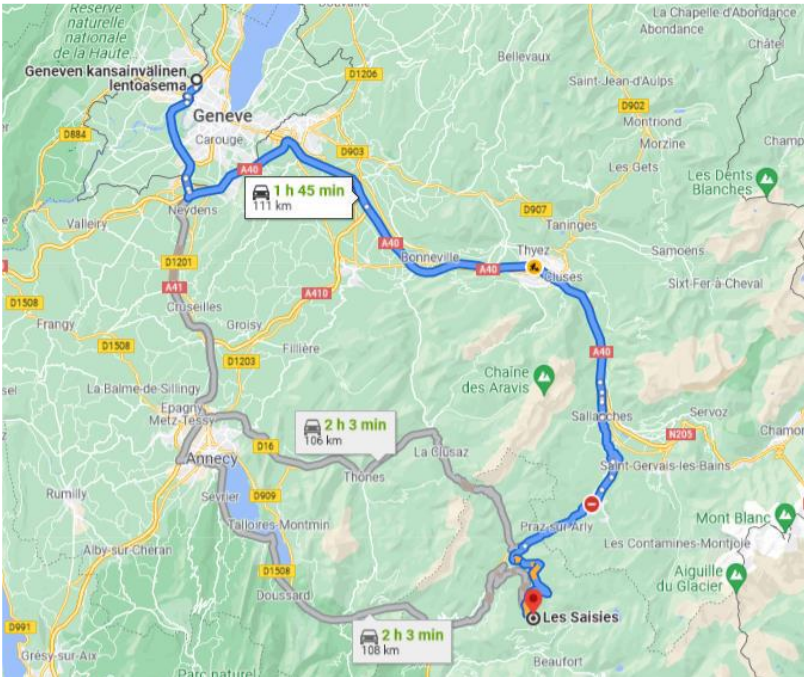 Réserve
naturelle
nationale
de la Haute
La Chapelle-d'Abondance
Abondance
Châtel
Bellevaux
Geneven kansainvälinen
lentoasema
D1206
Saint-Jean-d'Aulps
D902
Geneve
Montriond
D884
Carouge
D903
Morzine
Champ
A40
Les Gets
Les Dents
Blanches
1 h 45 min
111 km
Neydens
Valleiry
D907
Taninges
A40
Thyez
Samoëns
Bonneville
A40
Cluses
D1201
Sixt-Fer-à-Cheval
A41
A410
D1508
Cruseilles
Frangy
Groisy
D1508
Fillière
A40
D1203
Chaîne
des Aravis
La Balme-de-Sillingy
Sallanches
Servoz
Epagny
Metz-Tessy
2 h 3 min
106 km
N205
Chamon
D16
La Clusaz
Annecy
Saint-Gervais-les-Bains
Thônes
Rumilly
Sevrier
D909
Talloires-Montmin
Praz-sur-Arly
Mont Blanc
Alby-sur-Chéran
Les Contamines-Montjoie
D1508
Aiguille
du Glacier
Doussard
Les Saisies
D991
2 h 3 min
108 km
Grésy-sur-Aix
Beaufort
Parc naturel